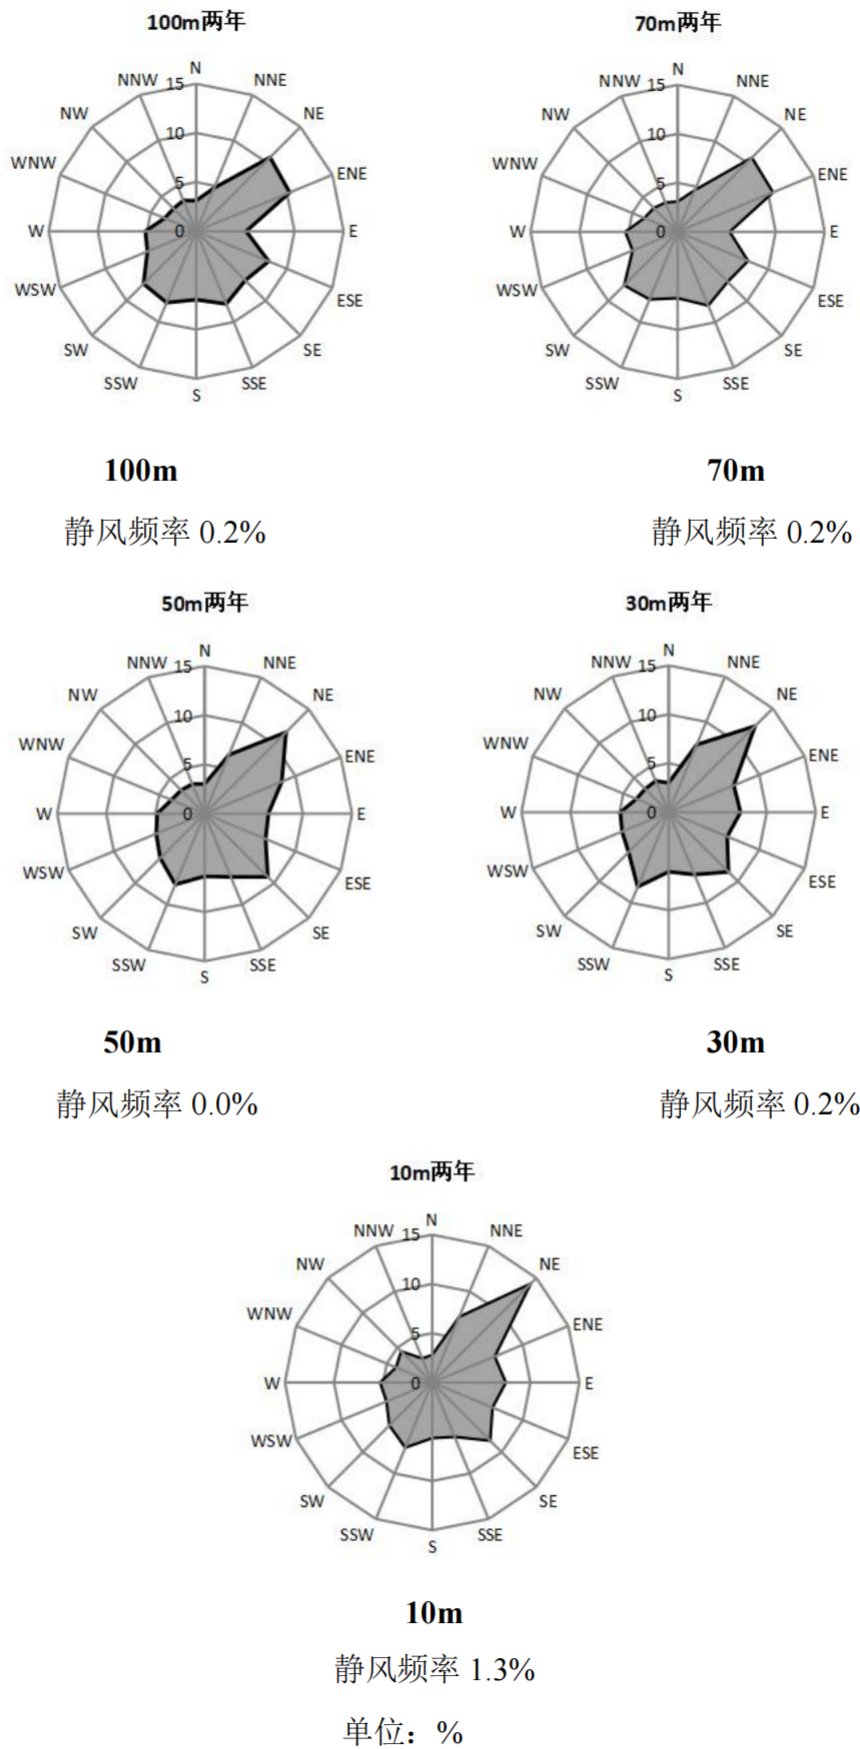 100m两年
N
NNE
NE
ENE
E
ESE
SE
SSE
S
SSW
SW
WSW
W
WNW
NW
NNW
15
10
5
0
70m两年
N
NNE
NE
ENE
E
ESE
SE
SSE
S
SSW
SW
WSW
W
WNW
NW
NNW
15
10
5
0
100m
70m
静风频率 0.2%
静风频率 0.2%
50m两年
N
NNE
NE
ENE
E
ESE
SE
SSE
S
SSW
SW
WSW
W
WNW
NW
NNW
15
10
5
0
30m两年
N
NNE
NE
ENE
E
ESE
SE
SSE
S
SSW
SW
WSW
W
WNW
NW
NNW
15
10
5
0
50m
30m
静风频率 0.0%
静风频率 0.2%
10m两年
N
NNE
NE
ENE
E
ESE
SE
SSE
S
SSW
SW
WSW
W
WNW
NW
NNW
15
10
5
0
10m
静风频率 1.3%
单位：%